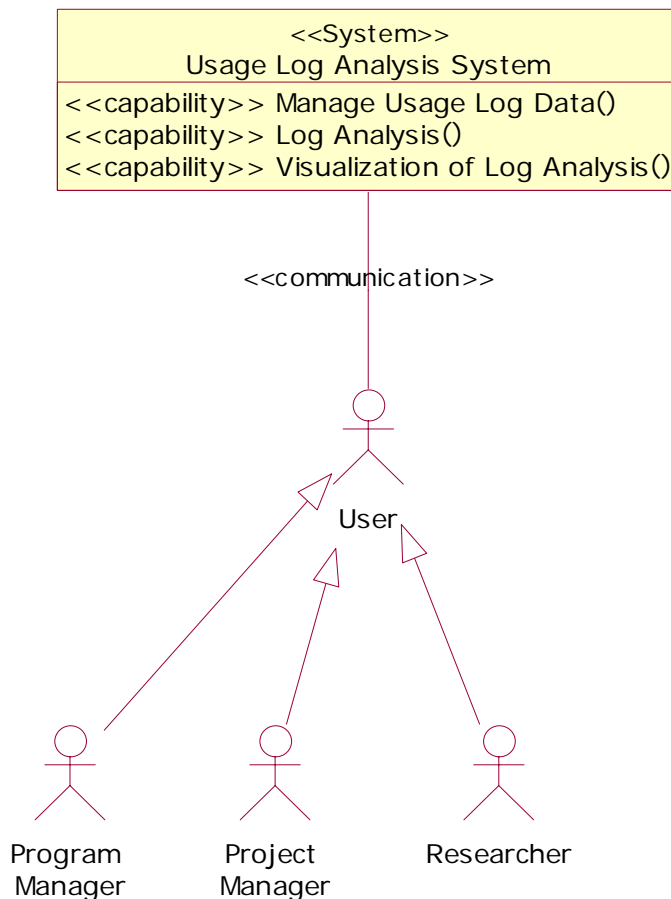 <<System>>
Usage Log Analysis System
<<capability>> Manage Usage Log Data()
<<capability>> Log Analysis()
<<capability>> Visualization of Log Analysis()
<<communication>>
User
Program
Manager
Project
Manager
Researcher